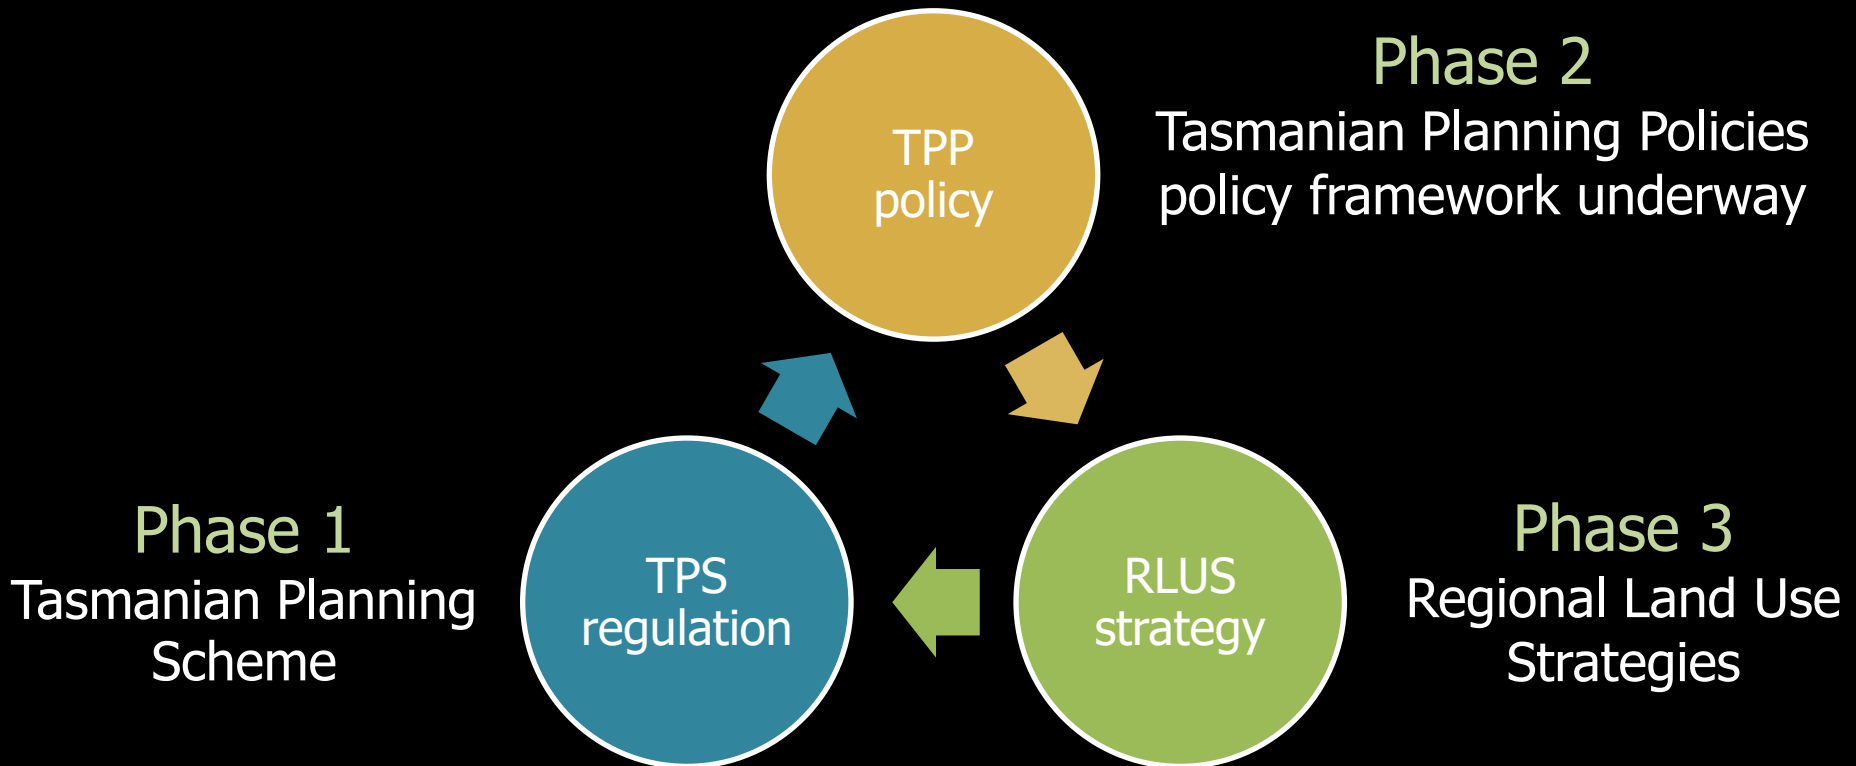 TPP
policy
Phase 2
Tasmanian Planning Policies
policy framework underway
Phase 1
Tasmanian Planning
Scheme
TPS
regulation
RLUS
strategy
Phase 3
Regional Land Use
Strategies